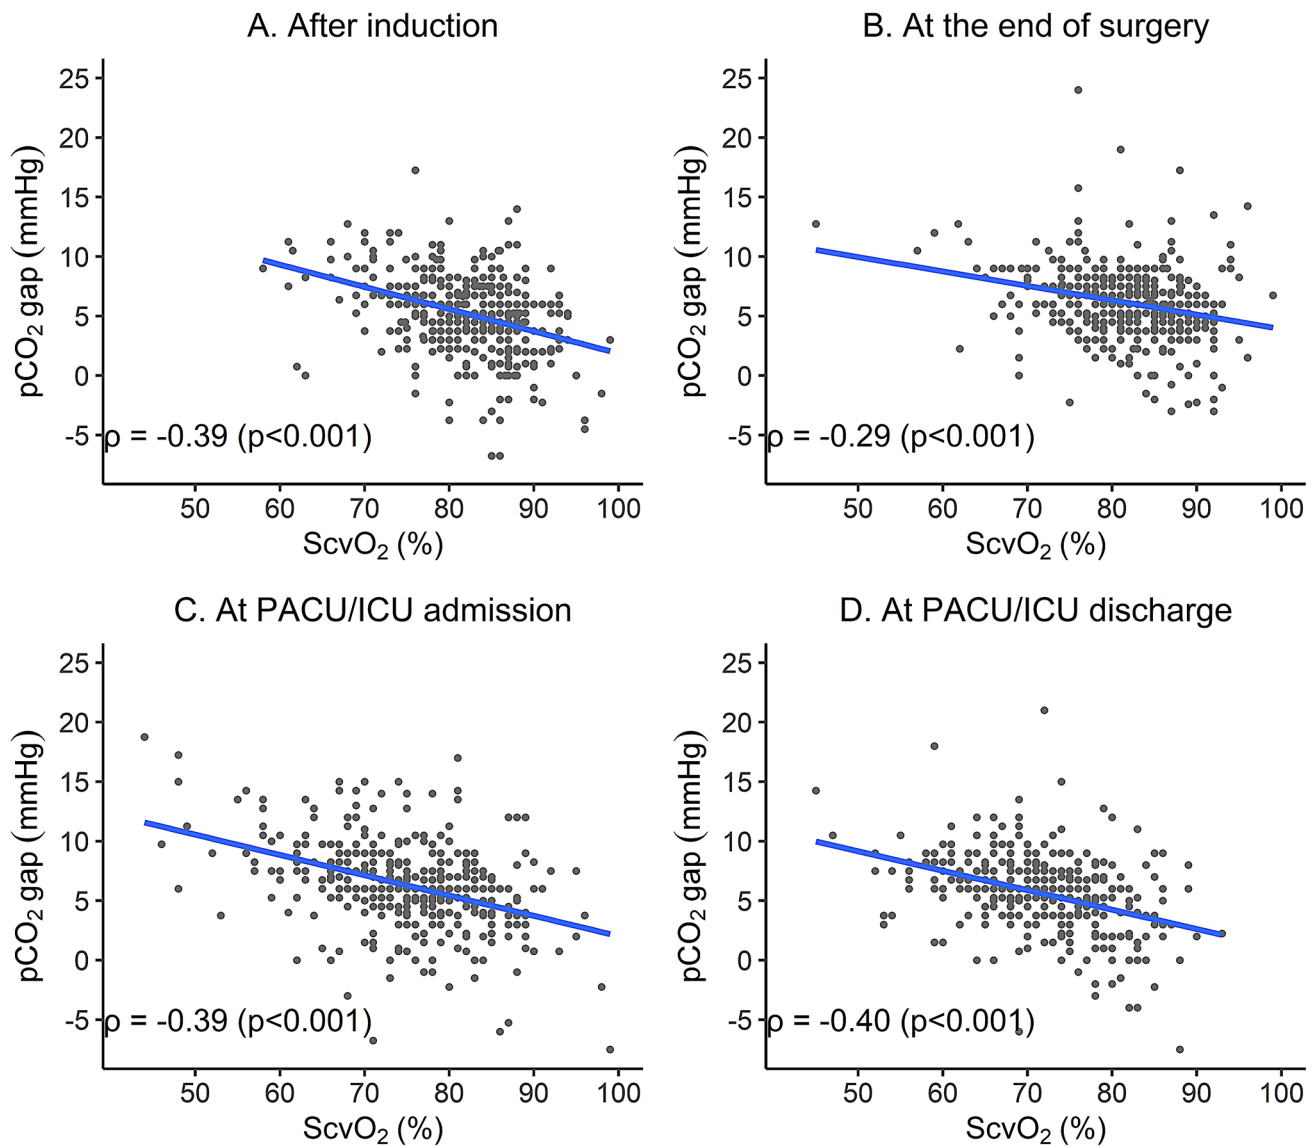 A. After induction
25
20
15
10
5
0
-5
pCO₂ gap (mmHg)
ρ = -0.39 (p<0.001)
50 60 70 80 90 100
ScvO₂ (%)
B. At the end of surgery
25
20
15
10
5
0
-5
pCO₂ gap (mmHg)
ρ = -0.29 (p<0.001)
50 60 70 80 90 100
ScvO₂ (%)
C. At PACU/ICU admission
25
20
15
10
5
0
-5
pCO₂ gap (mmHg)
ρ = -0.39 (p<0.001)
50 60 70 80 90 100
ScvO₂ (%)
D. At PACU/ICU discharge
25
20
15
10
5
0
-5
pCO₂ gap (mmHg)
ρ = -0.40 (p<0.001)
50 60 70 80 90 100
ScvO₂ (%)